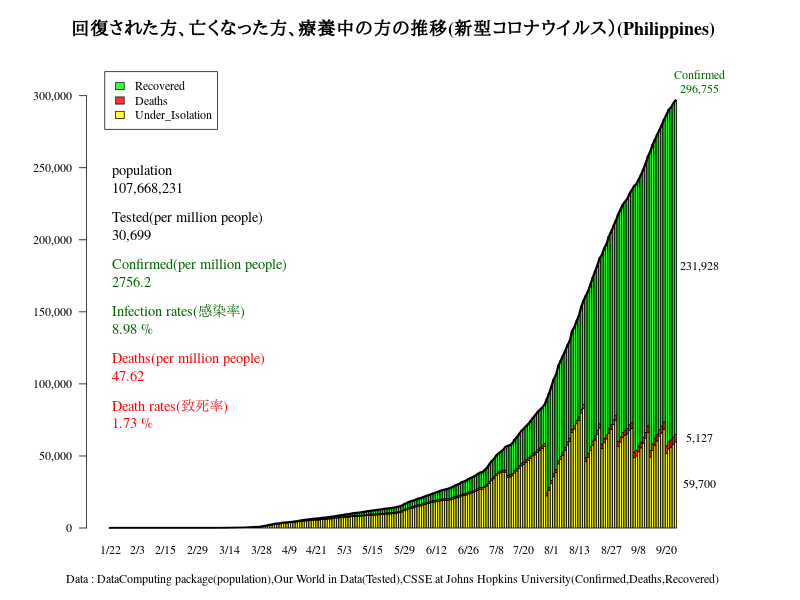 回復された方、亡くなった方、療養中の方の推移(新型コロナウイルス）(Philippines)
Confirmed
296,755
Recovered
Deaths
Under_Isolation
population
107,668,231
Tested(per million people)
30,699
Confirmed(per million people)
2756.2
Infection rates(感染率)
8.98 %
Deaths(per million people)
47.62
Death rates(致死率)
1.73 %
300,000
250,000
200,000
150,000
100,000
50,000
0
231,928
5,127
59,700
1/22 2/3 2/15 2/29 3/14 3/28 4/9 4/21 5/3 5/15 5/29 6/12 6/26 7/8 7/20 8/1 8/13 8/27 9/8 9/20
Data : DataComputing package(population),Our World in Data(Tested),CSSE at Johns Hopkins University(Confirmed,Deaths,Recovered)